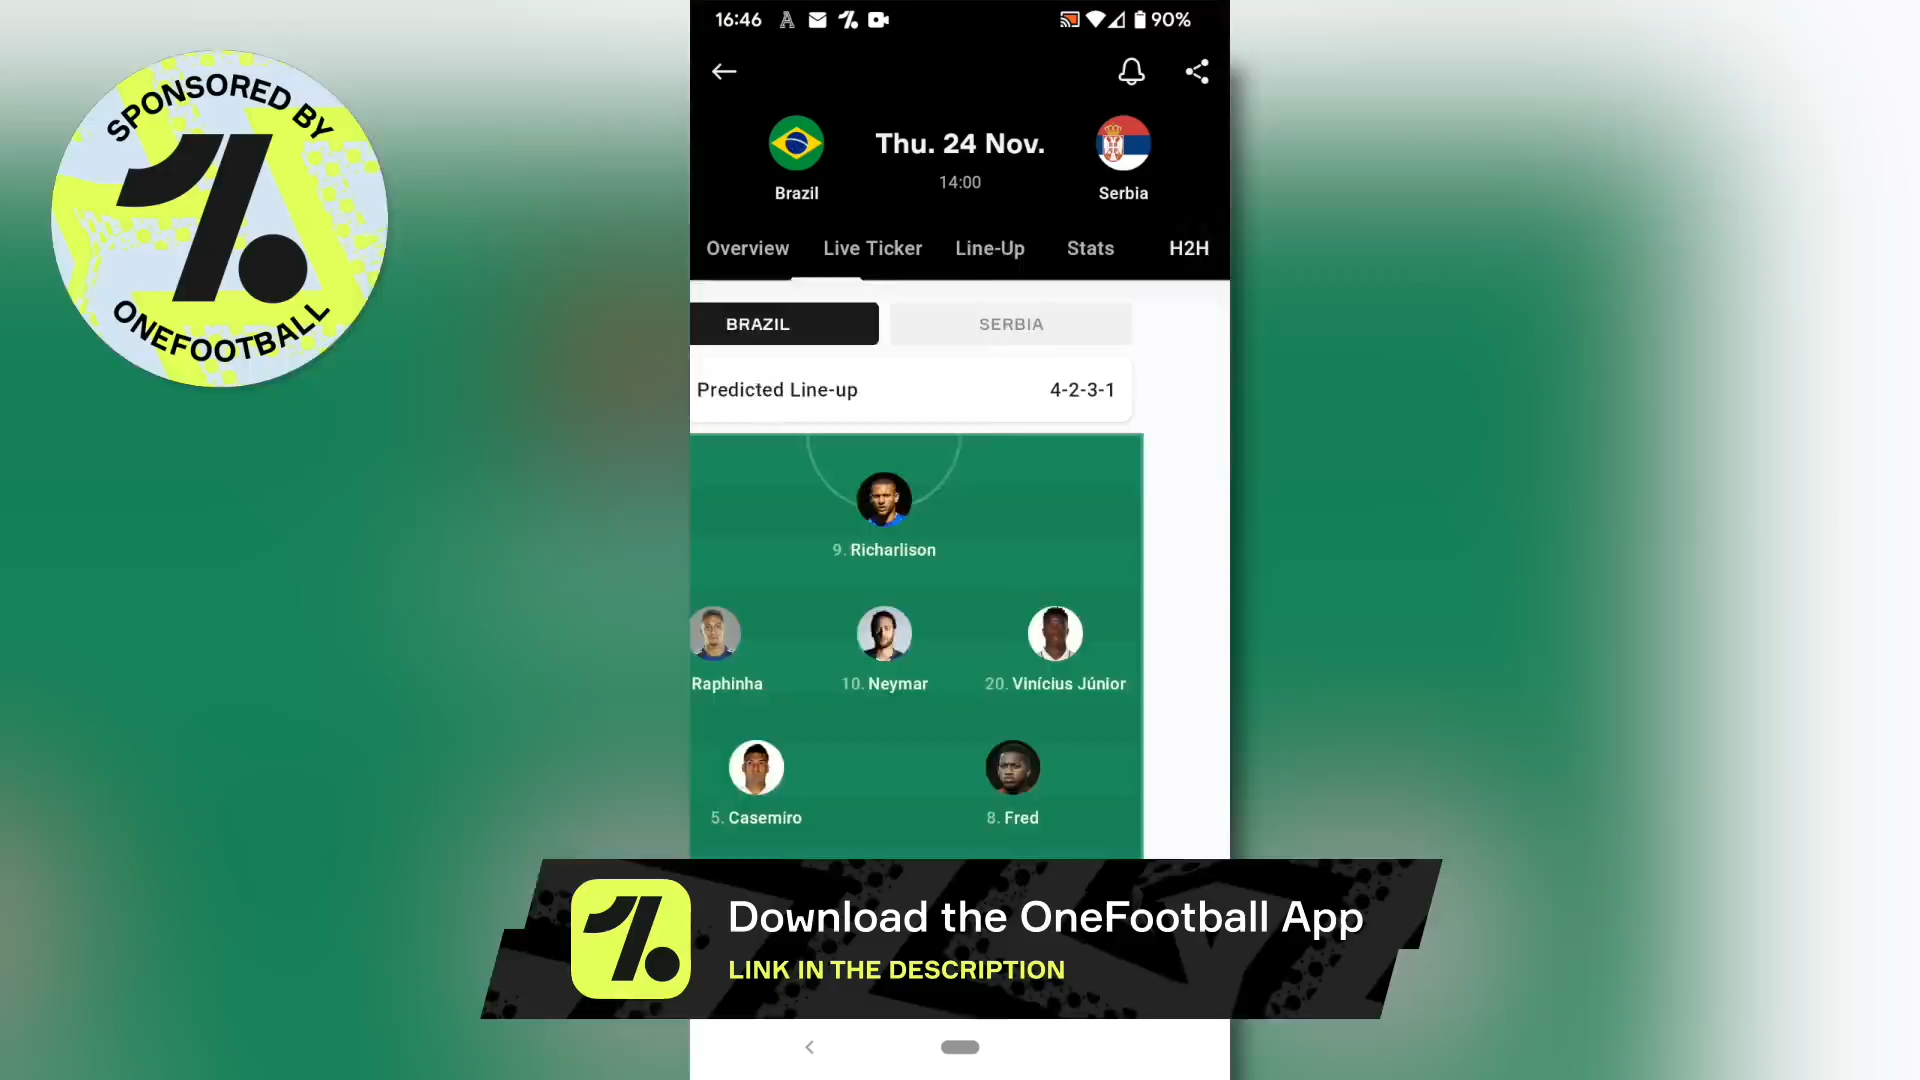 SPONSORED BY
ONEFOOTBALL
16:46
90%
Thu. 24 Nov.
14:00
Brazil
Serbia
Overview Live Ticker Line-Up Stats H2H
BRAZIL SERBIA
Predicted Line-up 4-2-3-1
9. Richarlison
Raphinha 10. Neymar 20. Vinícius Júnior
5. Casemiro 8. Fred
Download the OneFootball App
LINK IN THE DESCRIPTION